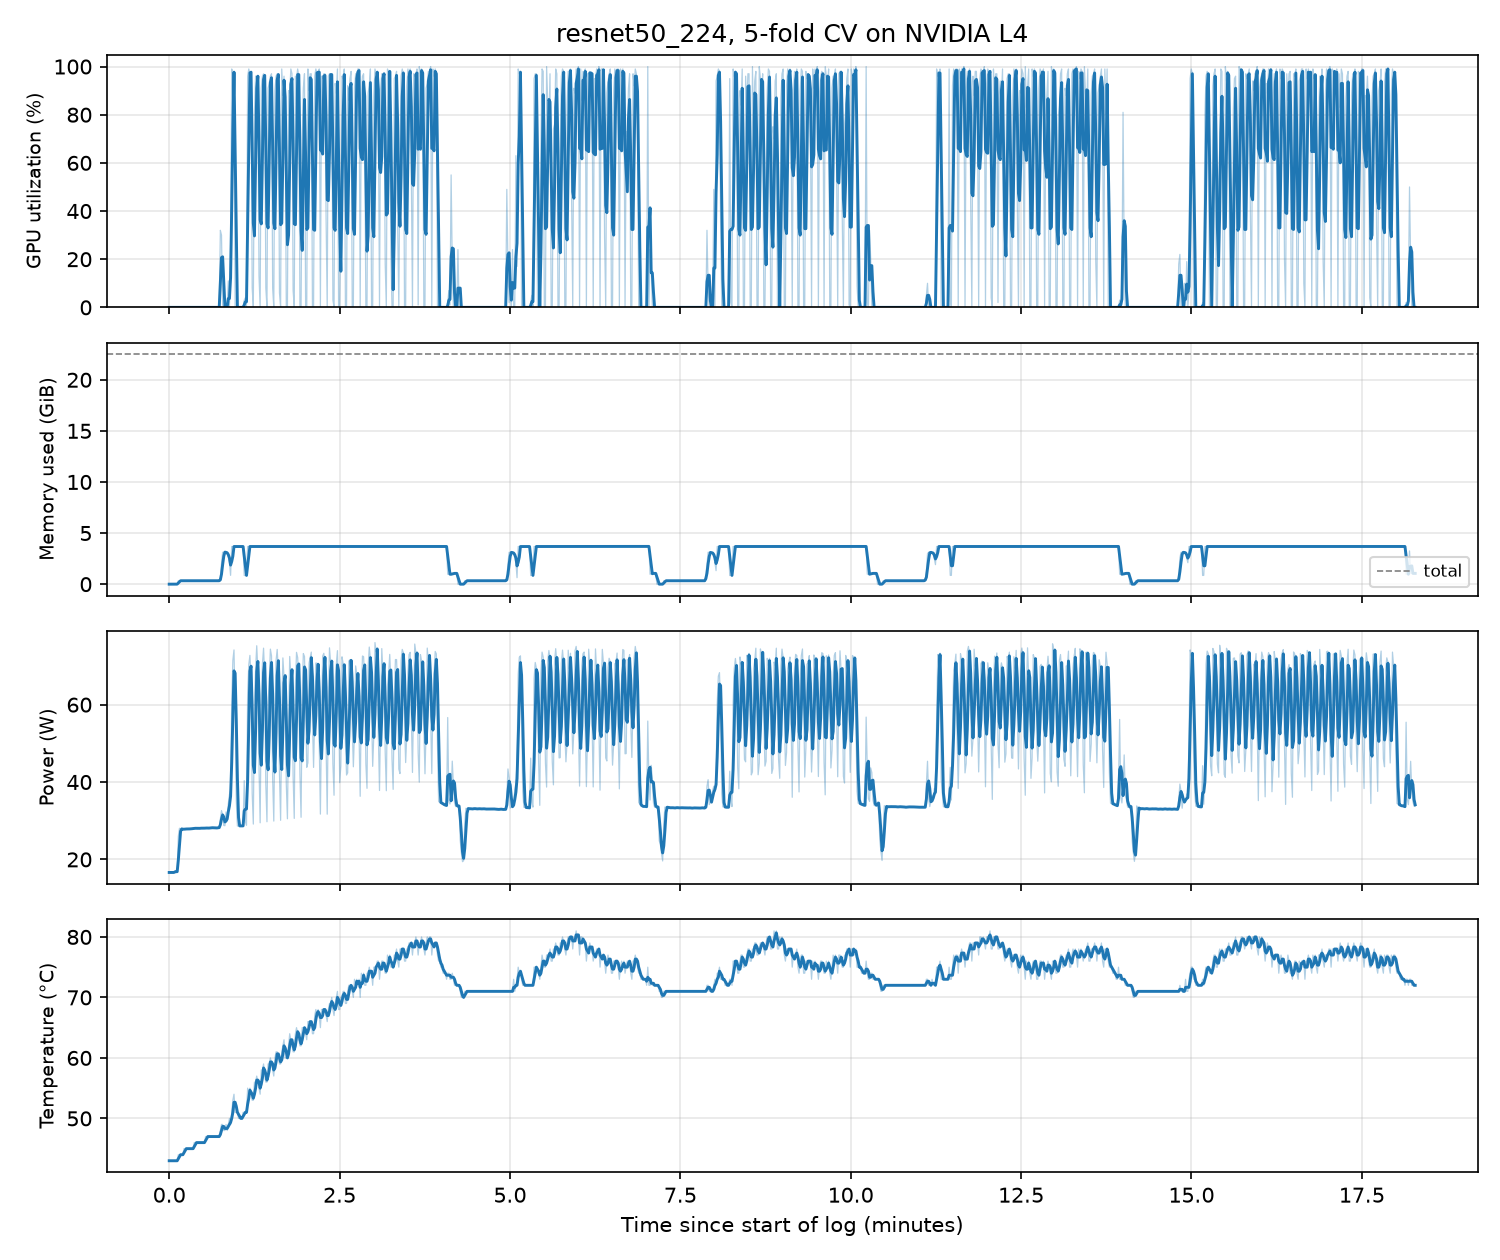 resnet50_224, 5-fold CV on NVIDIA L4
GPU utilization (%)
100
80
60
40
20
0
Memory used (GiB)
20
15
10
5
0
total
Power (W)
60
40
20
Temperature (°C)
80
70
60
50
0.0 2.5 5.0 7.5 10.0 12.5 15.0 17.5
Time since start of log (minutes)